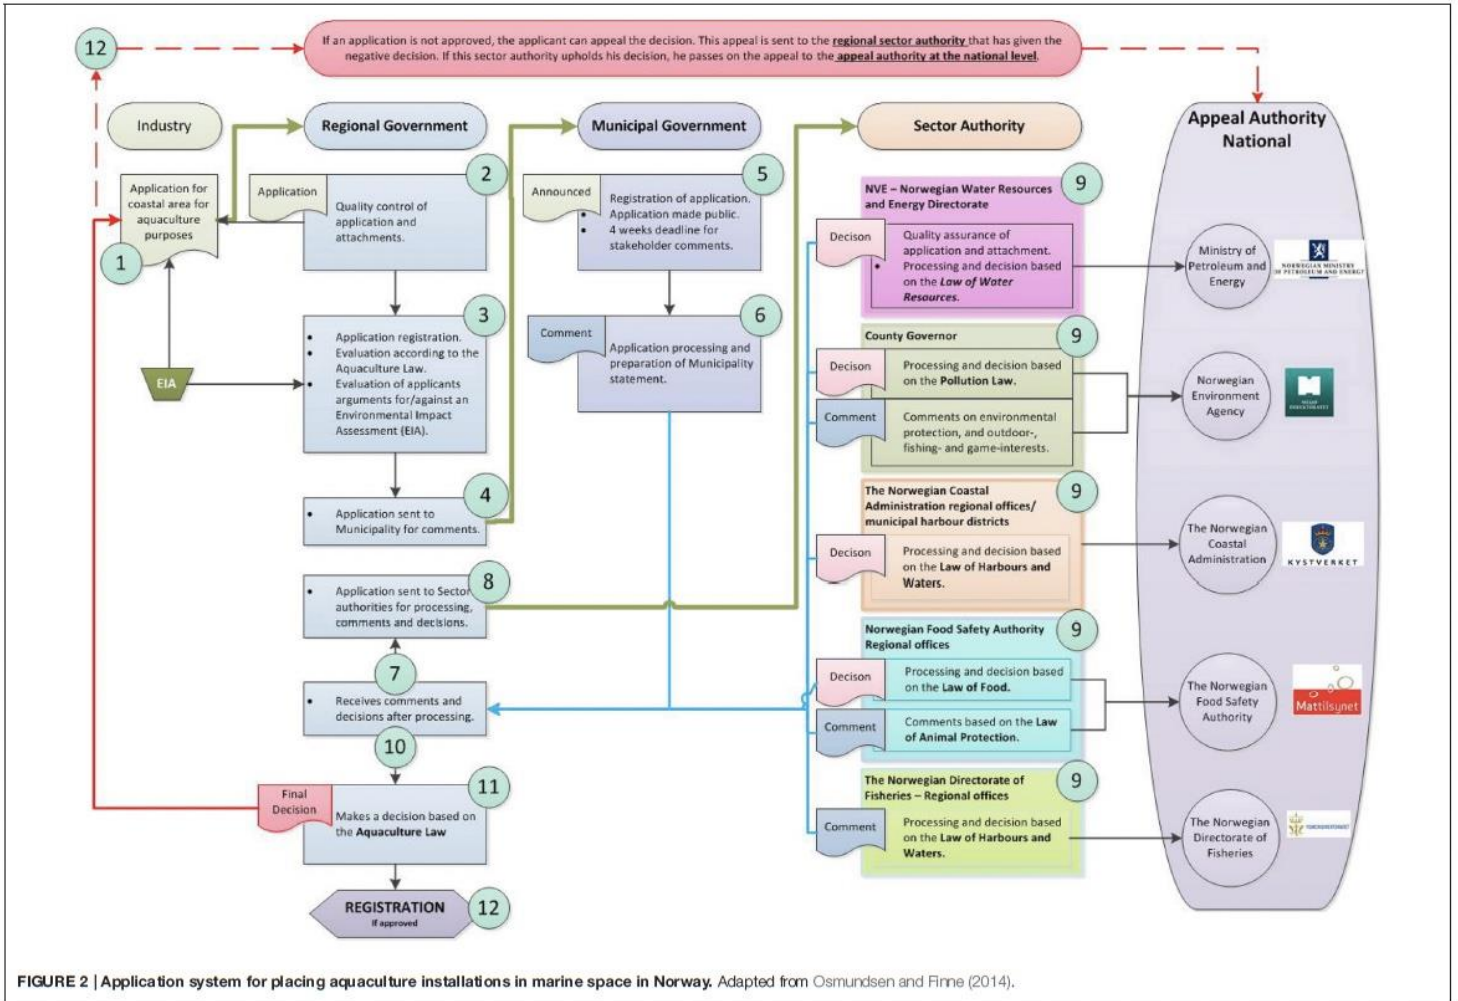 12
If an application is not approved, the applicant can appeal the decision. This appeal is sent to the regional sector authority that has given the
negative decision. If this sector authority upholds his decision, he passes on the appeal to the appeal authority at the national level.
Industry
Regional Government
Municipal Government
Sector Authority
Appeal Authority
National
Application for
coastal area for
aquaculture
purposes
1
EIA
Application
2
Quality control of
application and
attachments.
3
• Application registration.
• Evaluation according to the
Aquaculture Law.
• Evaluation of applicants
arguments for/against an
Environmental Impact
Assessment (EIA).
4
• Application sent to
Municipality for comments.
8
• Application sent to Sector
authorities for processing,
comments and decisions.
7
• Receives comments and
decisions after processing.
10
11
Final
Decision
Makes a decision based on
the Aquaculture Law
REGISTRATION
If approved
12
Announced
5
Registration of application.
• Application made public.
• 4 weeks deadline for
stakeholder comments.
Comment
6
Application processing and
preparation of Municipality
statement.
NVE – Norwegian Water Resources
and Energy Directorate
9
Decison
Quality assurance of
application and attachment.
• Processing and decision based
on the Law of Water
Resources.
County Governor
9
Decison
Processing and decision based
on the Pollution Law.
Comment
Comments on environmental
protection, and outdoor-,
fishing- and game-interests.
The Norwegian Coastal
Administration regional offices/
municipal harbour districts
9
Decison
Processing and decision based
on the Law of Harbours and
Waters.
Norwegian Food Safety Authority
Regional offices
9
Decison
Processing and decision based
on the Law of Food.
Comment
Comments based on the Law
of Animal Protection.
The Norwegian Directorate of
Fisheries – Regional offices
9
Comment
Processing and decision based
on the Law of Harbours and
Waters.
Ministry of
Petroleum and
Energy
NORWEGIAN MINISTRY
OF PETROLEUM AND ENERGY
Norwegian
Environment
Agency
The Norwegian
Coastal
Administration
KYSTVERKET
The Norwegian
Food Safety
Authority
Mattilsynet
The Norwegian
Directorate of
Fisheries
FIGURE 2 | Application system for placing aquaculture installations in marine space in Norway. Adapted from Osmundsen and Finne (2014).